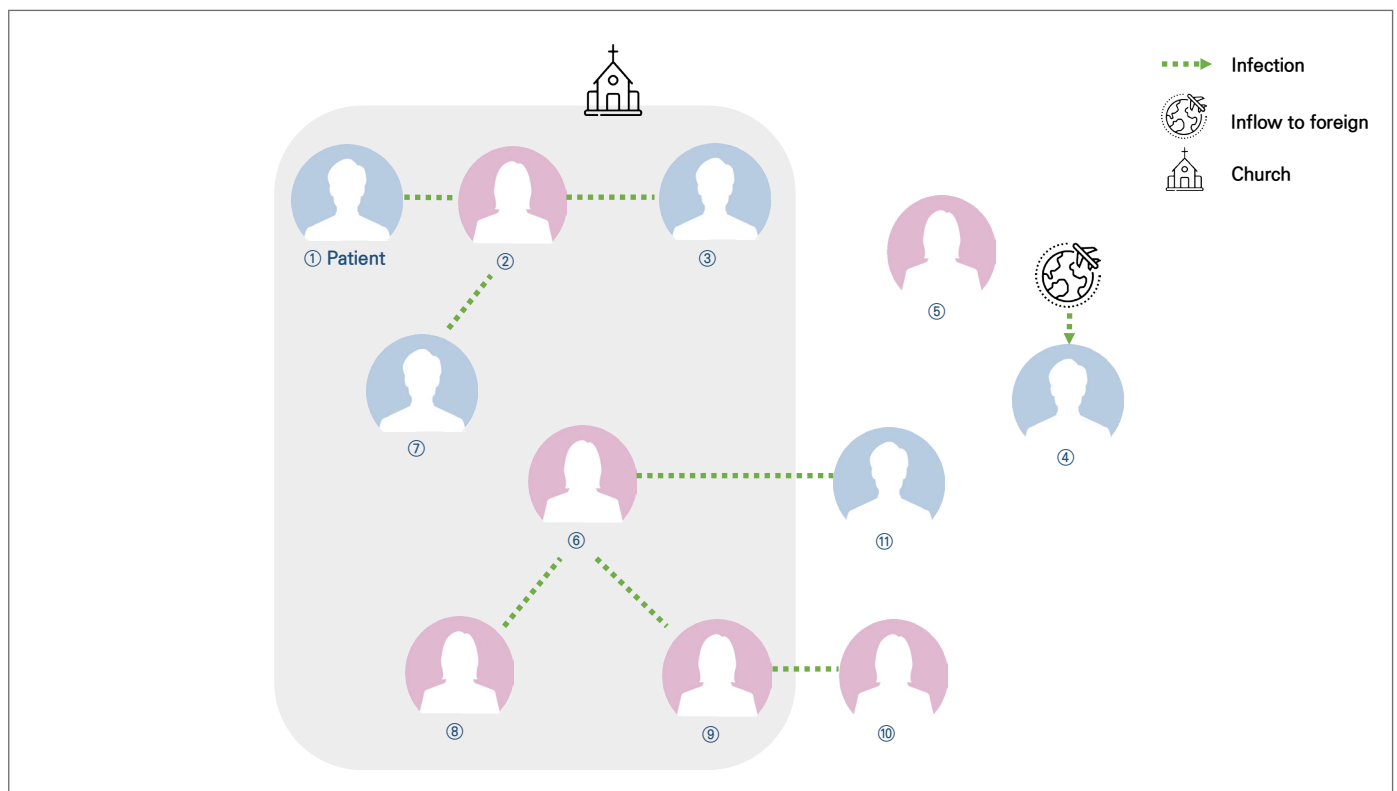 Infection
Inflow to foreign
Church
① Patient
②
③
⑤
⑦
④
⑥
⑪
⑧
⑨
⑩